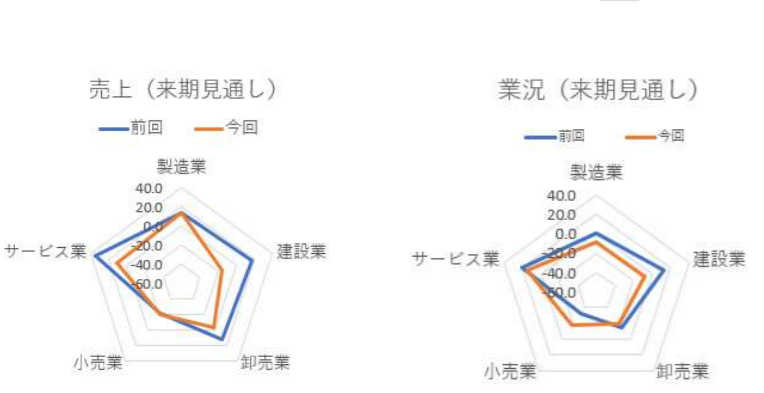 売上（来期見通し）
前回 今回
製造業
40.0
20.0
0.0
-20.0
-40.0
-60.0
サービス業
建設業
小売業
卸売業
業況（来期見通し）
前回 今回
製造業
40.0
20.0
0.0
-20.0
-40.0
-60.0
サービス業
建設業
小売業
卸売業